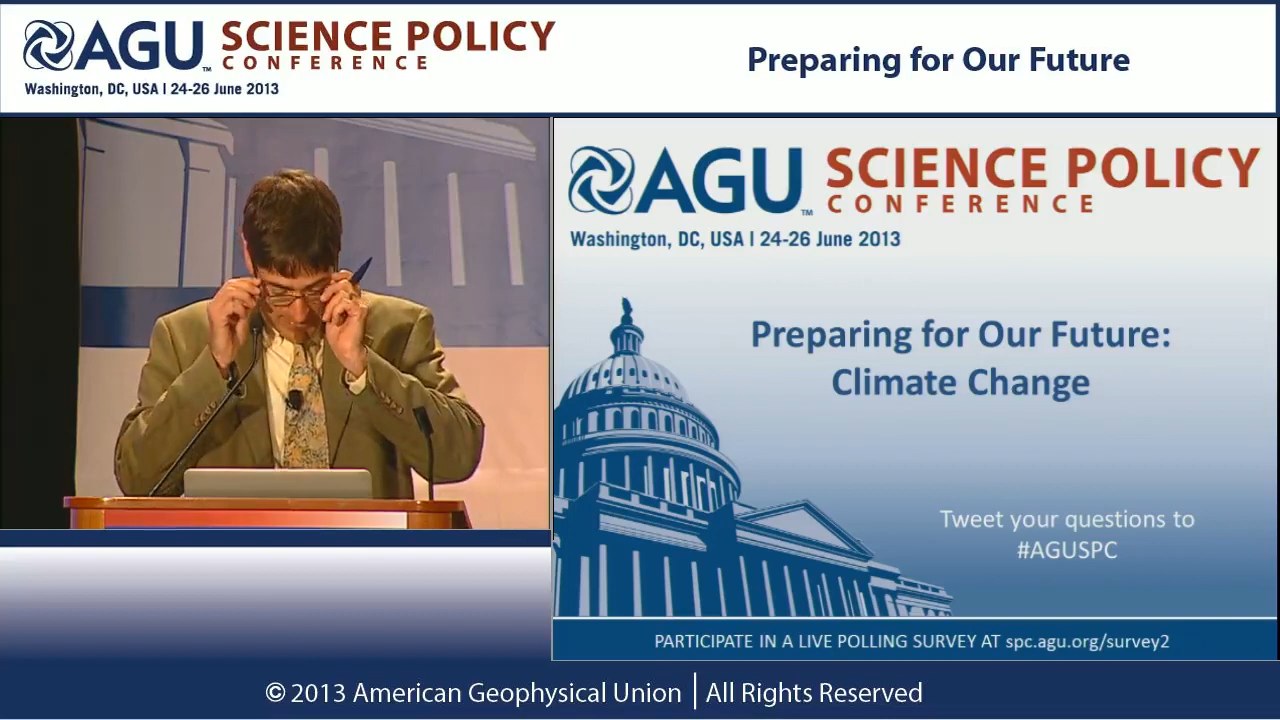 AGU™ SCIENCE POLICY
CONFERENCE
Washington, DC, USA | 24-26 June 2013
Preparing for Our Future
AGU™ SCIENCE POLICY
CONFERENCE
Washington, DC, USA | 24-26 June 2013
Preparing for Our Future:
Climate Change
Tweet your questions to
#AGUSPC
PARTICIPATE IN A LIVE POLLING SURVEY AT spc.agu.org/survey2
© 2013 American Geophysical Union | All Rights Reserved